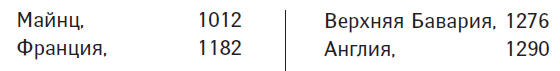 Майнц, 1012
Франция, 1182
Верхняя Бавария, 1276
Англия, 1290